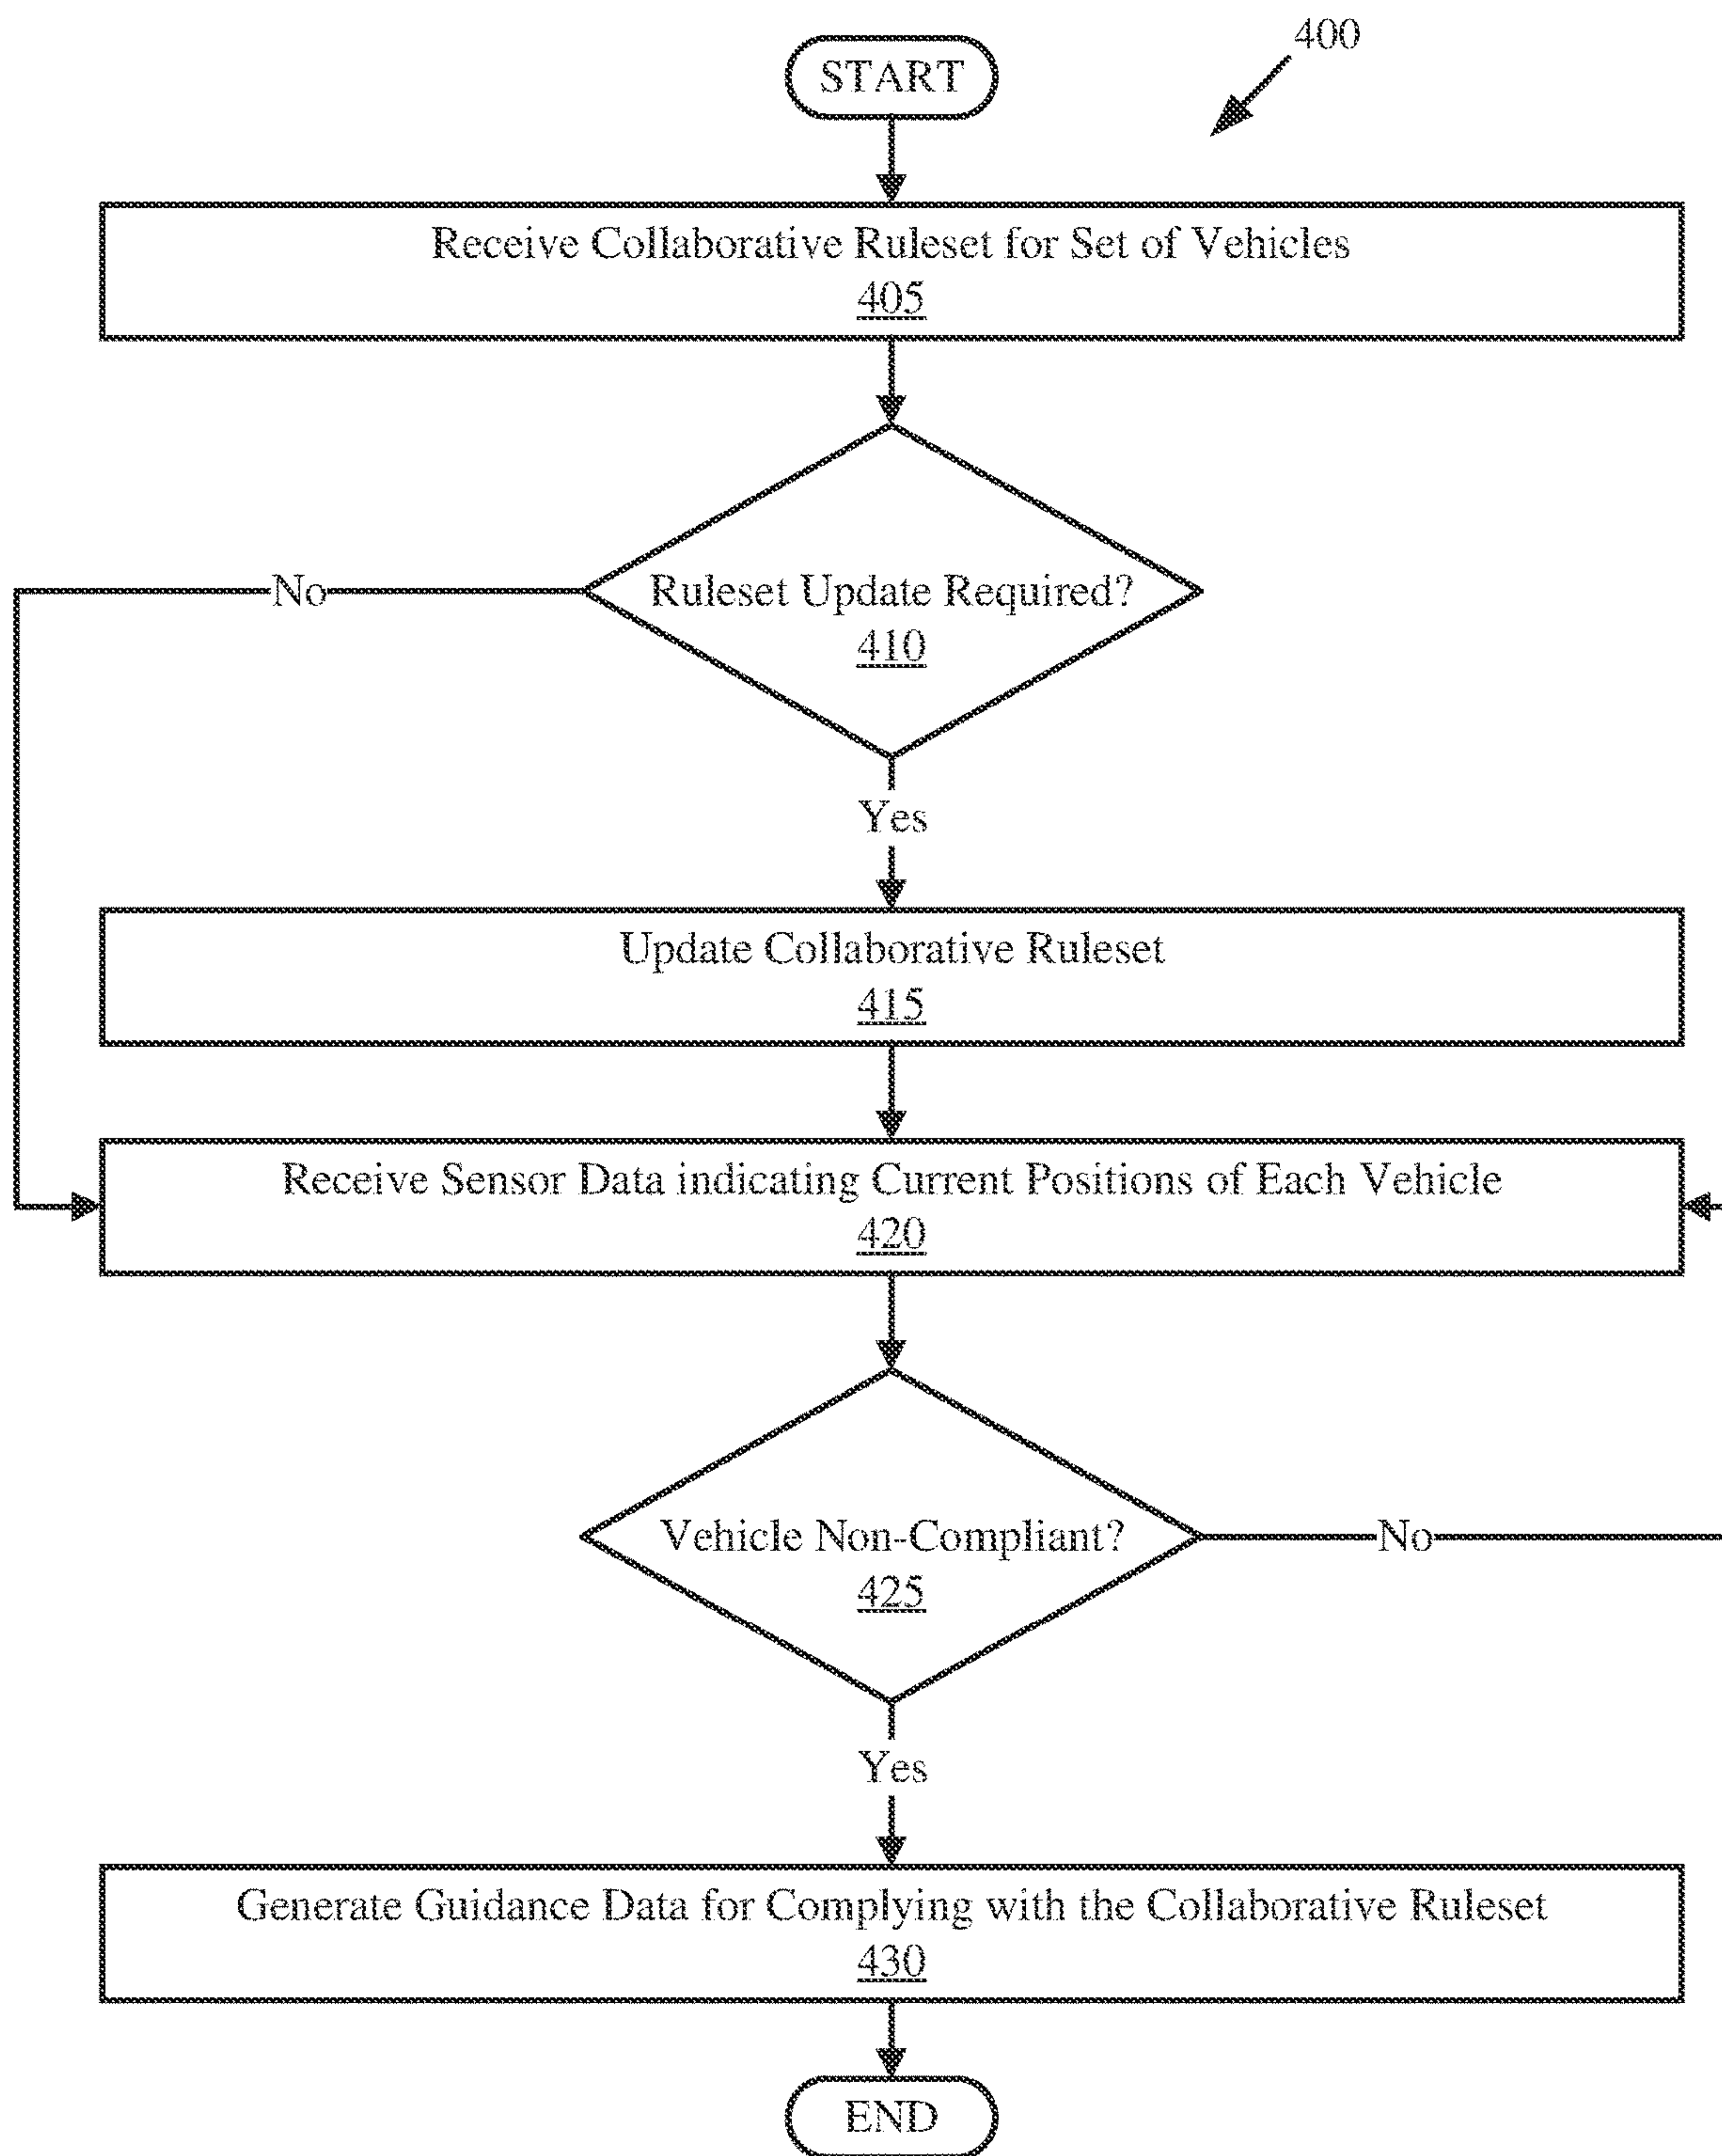 400
START
Receive Collaborative Ruleset for Set of Vehicles
405
Ruleset Update Required?
410
No
Yes
Update Collaborative Ruleset
415
Receive Sensor Data indicating Current Positions of Each Vehicle
420
Vehicle Non-Compliant?
425
No
Yes
Generate Guidance Data for Complying with the Collaborative Ruleset
430
END